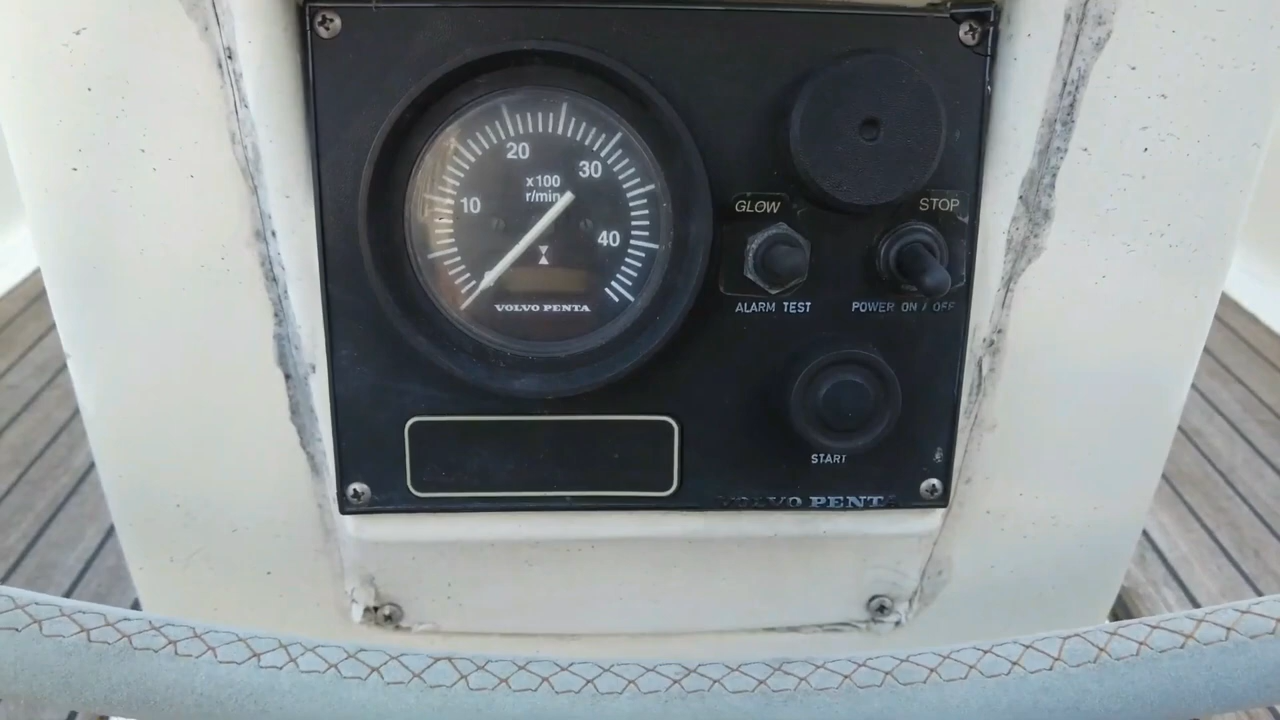 20
30
x100
r/min
10
40
VOLVO PENTA
GLOW
STOP
ALARM TEST
POWER ON / OFF
START
VOLVO PENTA